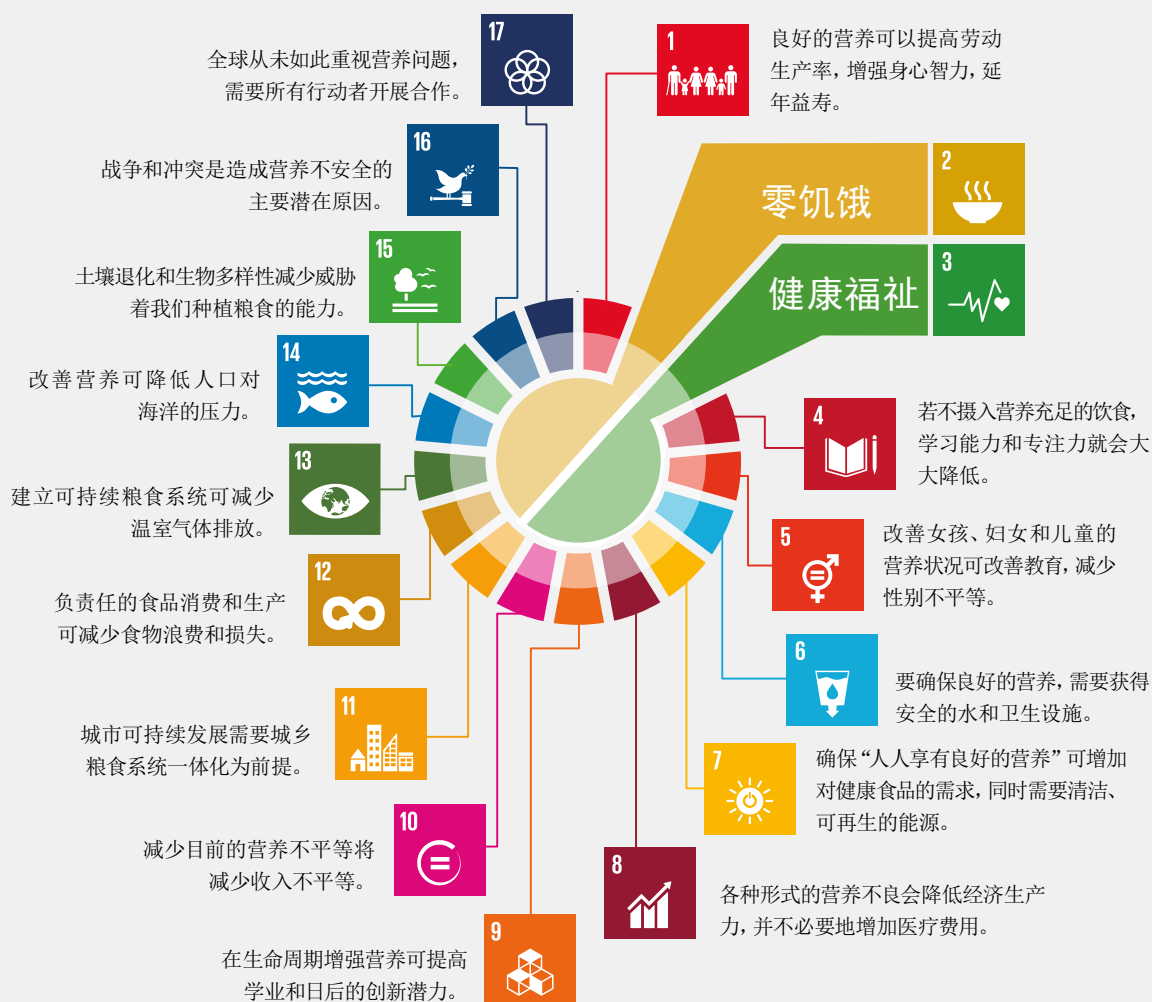 1
良好的营养可以提高劳动
生产率，增强身心智力，延
年益寿。
2
零饥饿
3
健康福祉
4
若不摄入营养充足的饮食，
学习能力和专注力就会大
大降低。
5
改善女孩、妇女和儿童的
营养状况可改善教育，减少
性别不平等。
6
要确保良好的营养，需要获得
安全的水和卫生设施。
7
确保“人人享有良好的营养”可增加
对健康食品的需求，同时需要清洁、
可再生的能源。
8
各种形式的营养不良会降低经济生产
力，并不必要地增加医疗费用。
9
在生命周期增强营养可提高
学业和日后的创新潜力。
10
减少目前的营养不平等将
减少收入不平等。
11
城市可持续发展需要城乡
粮食系统一体化为前提。
12
负责任的食品消费和生产
可减少食物浪费和损失。
13
建立可持续粮食系统可减少
温室气体排放。
14
改善营养可降低人口对
海洋的压力。
15
土壤退化和生物多样性减少威胁
着我们种植粮食的能力。
16
战争和冲突是造成营养不安全的
主要潜在原因。
17
全球从未如此重视营养问题，
需要所有行动者开展合作。